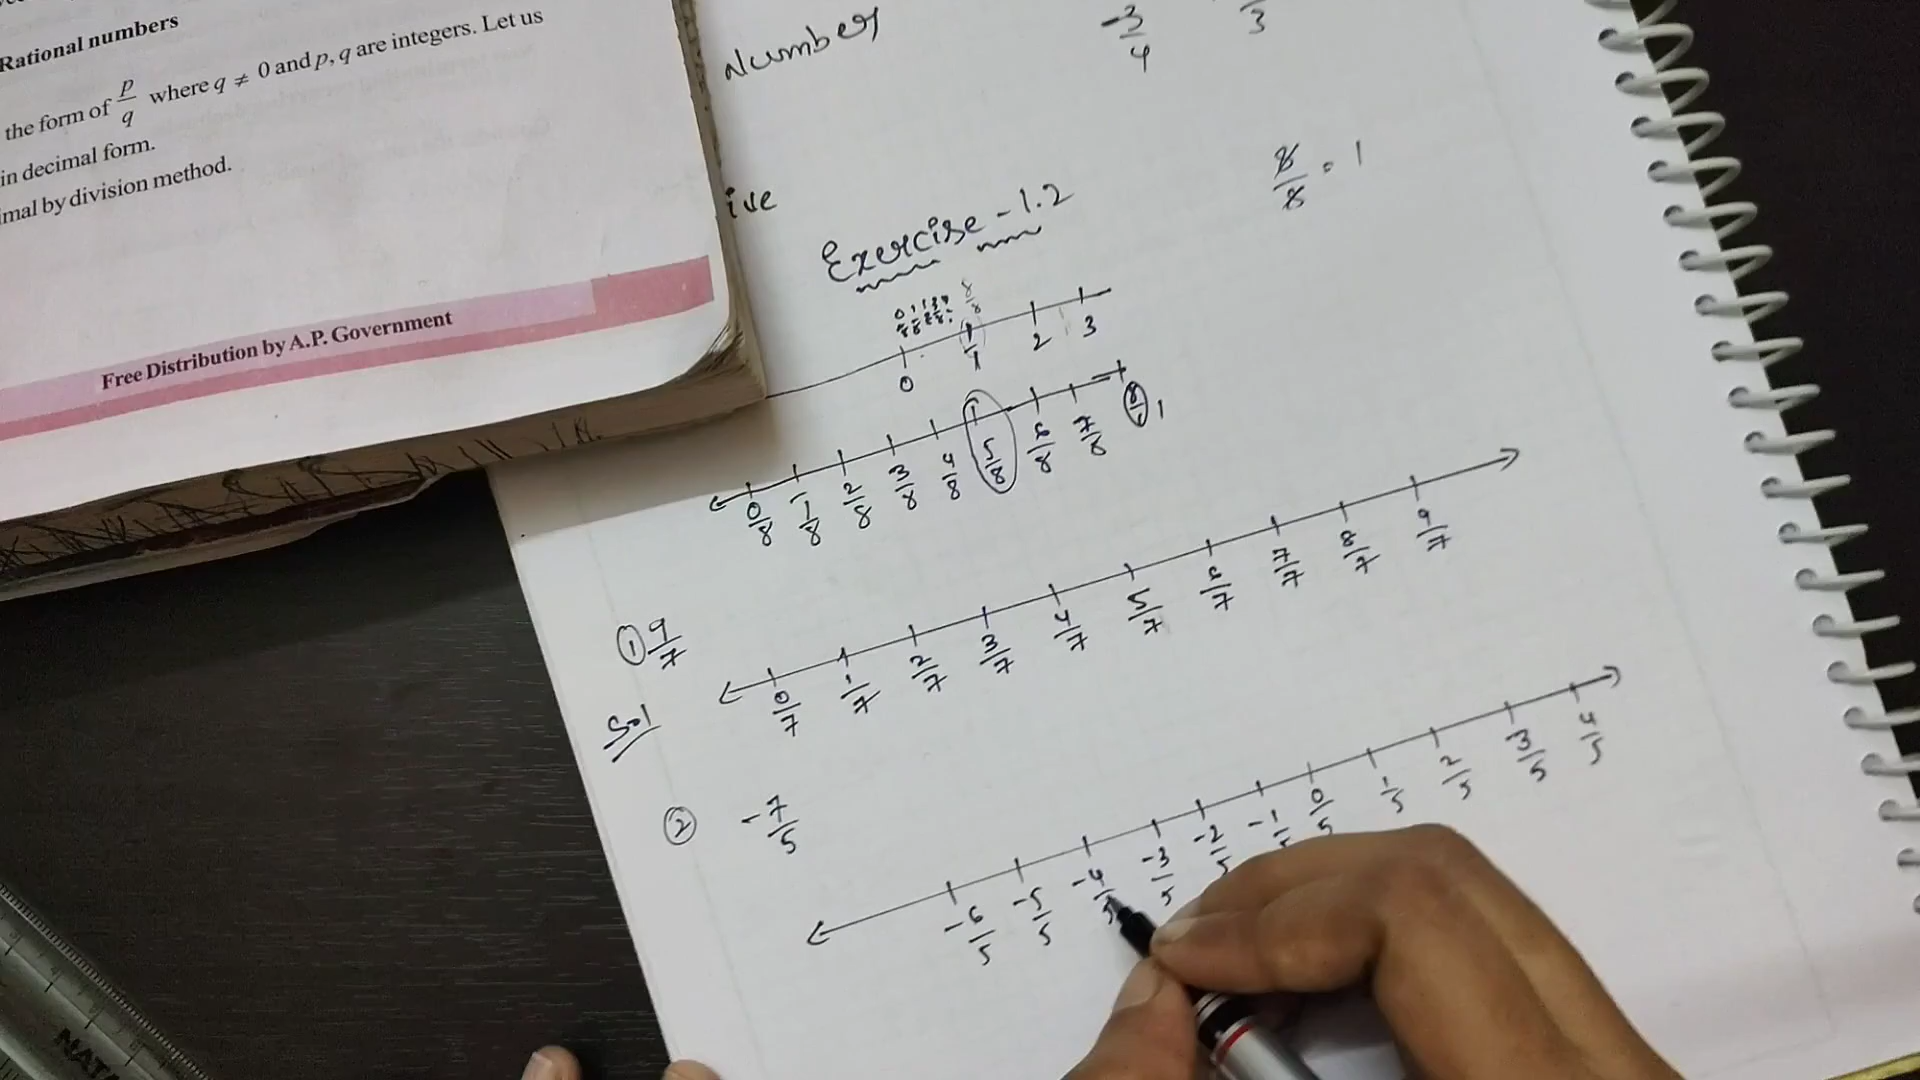 Rational numbers
the form of p/q where q ≠ 0 and p, q are integers. Let us
in decimal form.
imal by division method.
Free Distribution by A.P. Government
Number
-3/4
3
ive
8/8 = 1
Exercise - 1.2
8/8
0 1 2 3
1
0/8 1/8 2/8 3/8 4/8 5/8 6/8 7/8 8/8 1
① 9/7
Sol
0/7 1/7 2/7 3/7 4/7 5/7 6/7 7/7 8/7 9/7
② -7/5
-6/5 -5/5 -4/5 -3/5 -2/5 -1/5 0/5 1/5 2/5 3/5 4/5